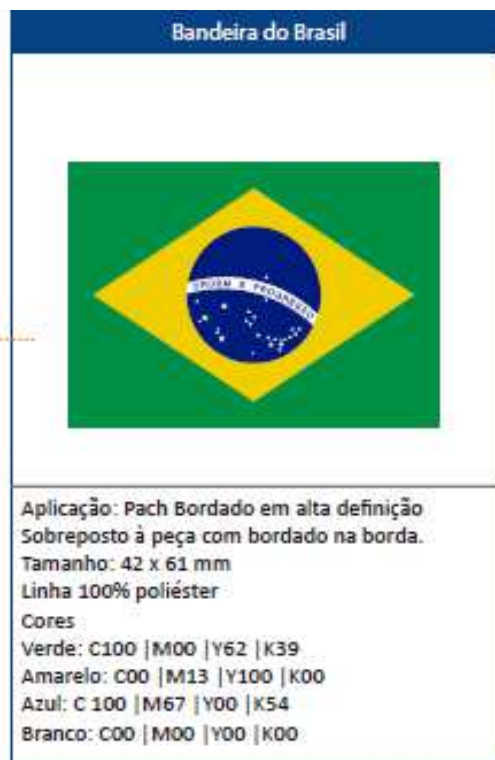 Bandeira do Brasil
ORDEM E PROGRESSO
Aplicação: Pach Bordado em alta definição
Sobreposto à peça com bordado na borda.
Tamanho: 42 x 61 mm
Linha 100% poliéster
Cores
Verde: C100 |M00 |Y62 |K39
Amarelo: C00 |M13 |Y100 |K00
Azul: C 100 |M67 |Y00 |K54
Branco: C00 |M00 |Y00 |K00